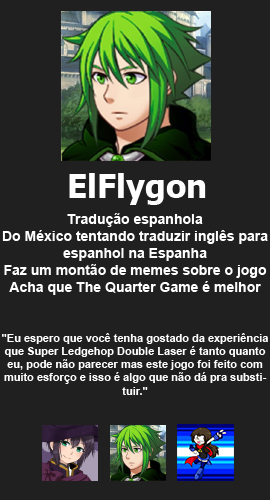 ElFlygon
Tradução espanhola
Do México tentando traduzir inglês para
espanhol na Espanha
Faz um montão de memes sobre o jogo
Acha que The Quarter Game é melhor
"Eu espero que você tenha gostado da experiência
que Super Ledgehop Double Laser é tanto quanto
eu, pode não parecer mas este jogo foi feito com
muito esforço e isso é algo que não dá pra substi-
tuir."